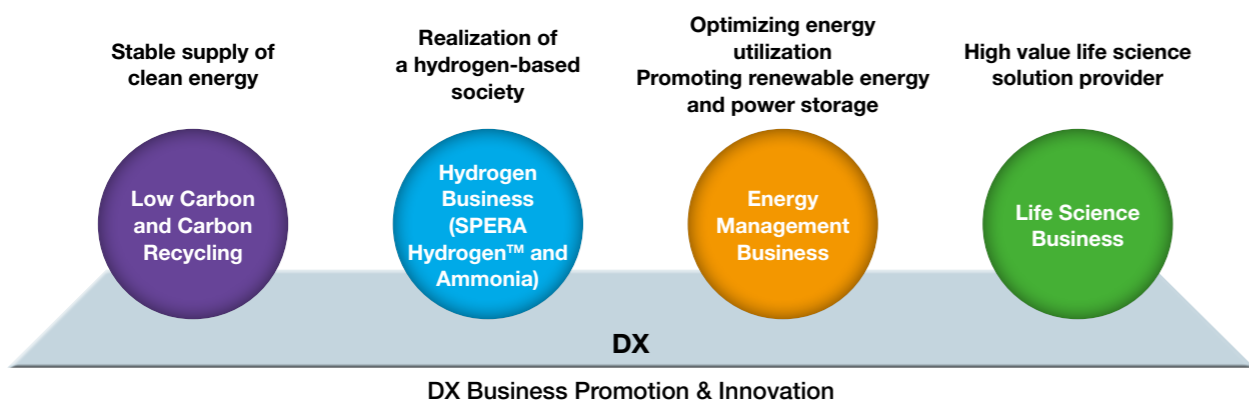 Stable supply of
clean energy
Realization of
a hydrogen-based
society
Optimizing energy
utilization
Promoting renewable energy
and power storage
High value life science
solution provider
Low Carbon
and Carbon
Recycling
Hydrogen
Business
(SPERA
Hydrogen™ and
Ammonia)
Energy
Management
Business
Life Science
Business
DX
DX Business Promotion & Innovation